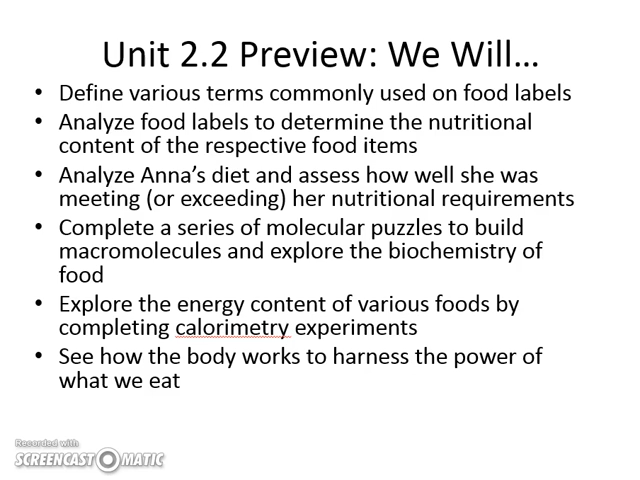 Unit 2.2 Preview: We Will…
• Define various terms commonly used on food labels
• Analyze food labels to determine the nutritional
content of the respective food items
• Analyze Anna’s diet and assess how well she was
meeting (or exceeding) her nutritional requirements
• Complete a series of molecular puzzles to build
macromolecules and explore the biochemistry of
food
• Explore the energy content of various foods by
completing calorimetry experiments
• See how the body works to harness the power of
what we eat
Recorded with
SCREENCAST-O-MATIC